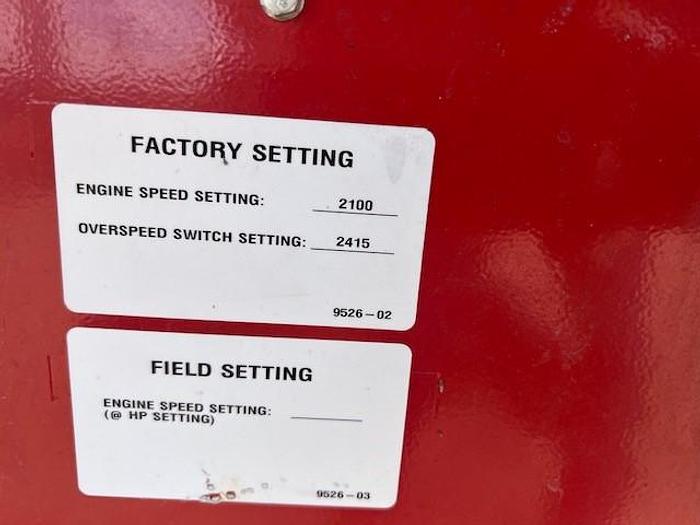 FACTORY SETTING
ENGINE SPEED SETTING: 2100
OVERSPEED SWITCH SETTING: 2415
9526-02
FIELD SETTING
ENGINE SPEED SETTING:
(@ HP SETTING)
9526-03